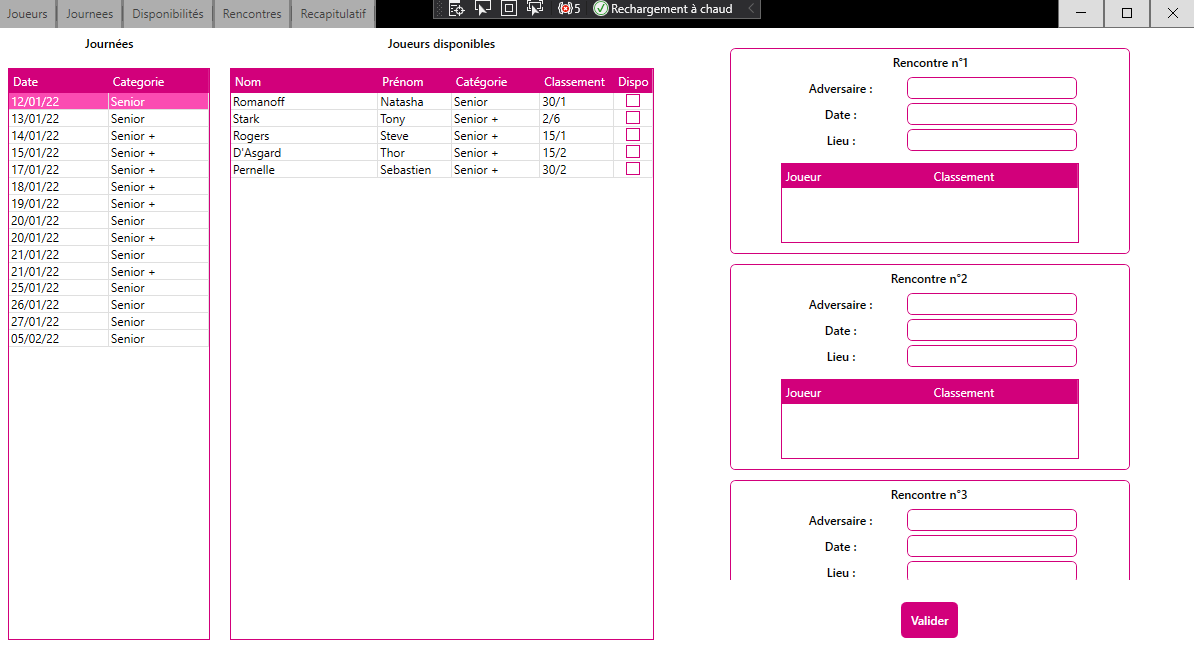 Joueurs Journees Disponibilités Rencontres Recapitulatif 5 Rechargement à chaud
Journées
Date Categorie
12/01/22 Senior
13/01/22 Senior
14/01/22 Senior +
15/01/22 Senior +
17/01/22 Senior +
18/01/22 Senior +
19/01/22 Senior +
20/01/22 Senior
20/01/22 Senior +
21/01/22 Senior
21/01/22 Senior +
25/01/22 Senior
26/01/22 Senior
27/01/22 Senior
05/02/22 Senior
Joueurs disponibles
Nom Prénom Catégorie Classement Dispo
Romanoff Natasha Senior 30/1
Stark Tony Senior + 2/6
Rogers Steve Senior + 15/1
D'Asgard Thor Senior + 15/2
Pernelle Sebastien Senior + 30/2
Rencontre n°1
Adversaire :
Date :
Lieu :
Joueur Classement
Rencontre n°2
Adversaire :
Date :
Lieu :
Joueur Classement
Rencontre n°3
Adversaire :
Date :
Lieu :
Valider